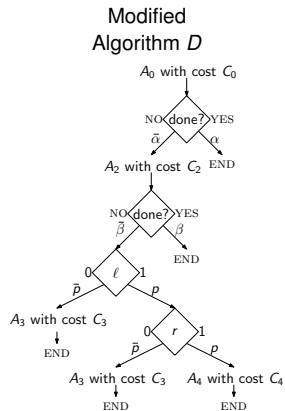 Modified
Algorithm D
A₀ with cost C₀
NO done? YES
ᾱ α
END
A₂ with cost C₂
NO done? YES
β̄ β
END
0 ℓ 1
p̄ p
A₃ with cost C₃
0 r 1
END
p̄ p
A₃ with cost C₃ A₄ with cost C₄
END END